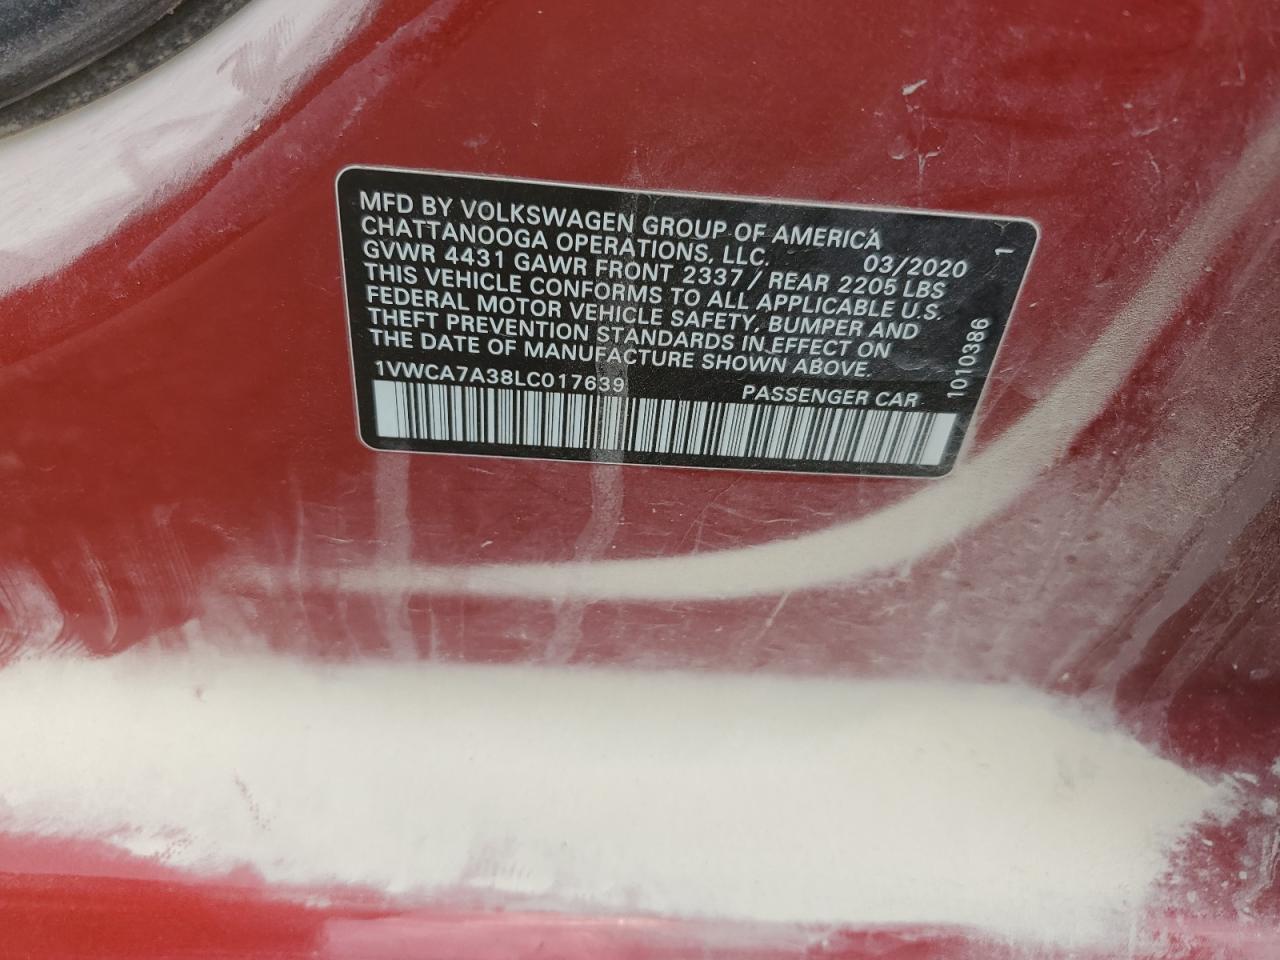 MFD BY VOLKSWAGEN GROUP OF AMERICA
CHATTANOOGA OPERATIONS, LLC. 03/2020 1
GVWR 4431 GAWR FRONT 2337 / REAR 2205 LBS
THIS VEHICLE CONFORMS TO ALL APPLICABLE U.S.
FEDERAL MOTOR VEHICLE SAFETY, BUMPER AND
THEFT PREVENTION STANDARDS IN EFFECT ON
THE DATE OF MANUFACTURE SHOWN ABOVE.
1VWCA7A38LC017639 PASSENGER CAR
1010386